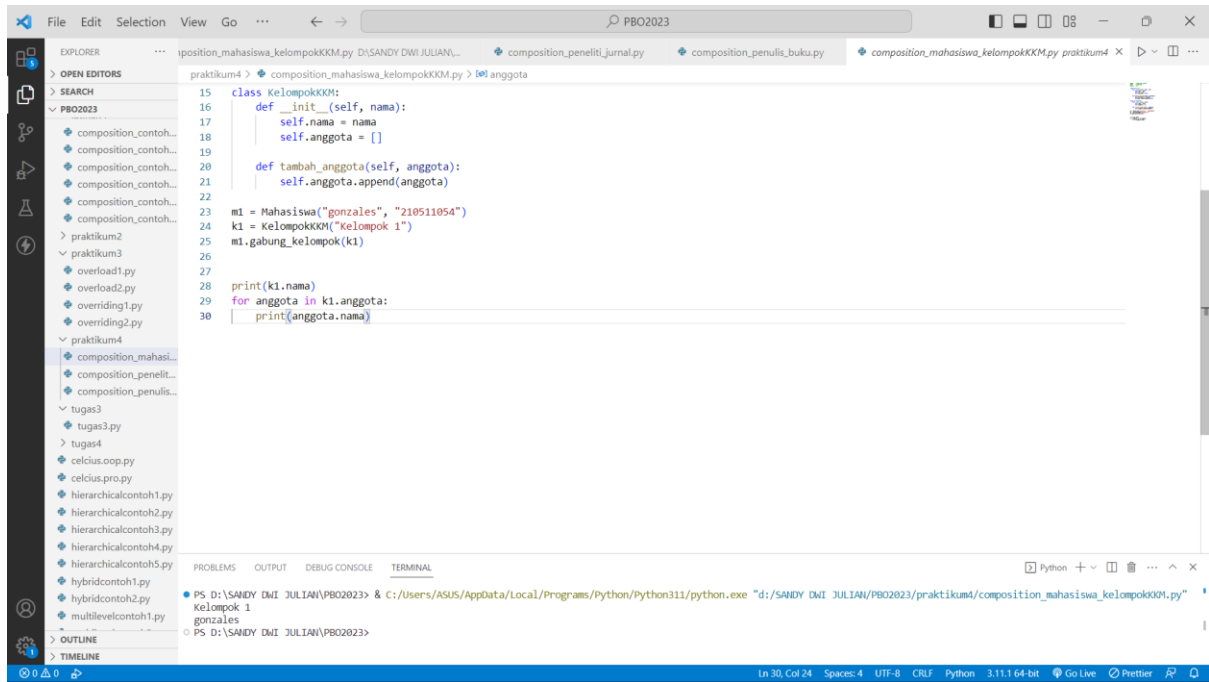 File Edit Selection View Go ··· ← → PBO2023
EXPLORER ···
> OPEN EDITORS
> SEARCH
PBO2023
composition_contoh...
composition_contoh...
composition_contoh...
composition_contoh...
composition_contoh...
composition_contoh...
> praktikum2
praktikum3
overload1.py
overload2.py
overriding1.py
overriding2.py
praktikum4
composition_mahasi...
composition_penelit...
composition_penulis...
tugas3
tugas3.py
> tugas4
celcius.oop.py
celcius.pro.py
hierarchicalcontoh1.py
hierarchicalcontoh2.py
hierarchicalcontoh3.py
hierarchicalcontoh4.py
hierarchicalcontoh5.py
hybridcontoh1.py
hybridcontoh2.py
multilevelcontoh1.py
> OUTLINE
> TIMELINE
position_mahasiswa_kelompokKKM.py D:\SANDY DWI JULIAN\... composition_peneliti_jurnal.py composition_penulis_buku.py composition_mahasiswa_kelompokKKM.py praktikum4
praktikum4 > composition_mahasiswa_kelompokKKM.py > anggota
15 class KelompokKKM:
16 def __init__(self, nama):
17 self.nama = nama
18 self.anggota = []
19
20 def tambah_anggota(self, anggota):
21 self.anggota.append(anggota)
22
23 m1 = Mahasiswa("gonzales", "210511054")
24 k1 = KelompokKKM("Kelompok 1")
25 m1.gabung_kelompok(k1)
26
27
28 print(k1.nama)
29 for anggota in k1.anggota:
30 print(anggota.nama)
PROBLEMS OUTPUT DEBUG CONSOLE TERMINAL Python
PS D:\SANDY DWI JULIAN\PBO2023> & C:/Users/ASUS/AppData/Local/Programs/Python/Python311/python.exe "d:/SANDY DWI JULIAN/PBO2023/praktikum4/composition_mahasiswa_kelompokKKM.py"
Kelompok 1
gonzales
PS D:\SANDY DWI JULIAN\PBO2023>
0 0 Ln 30, Col 24 Spaces: 4 UTF-8 CRLF Python 3.11.1 64-bit Go Live Prettier